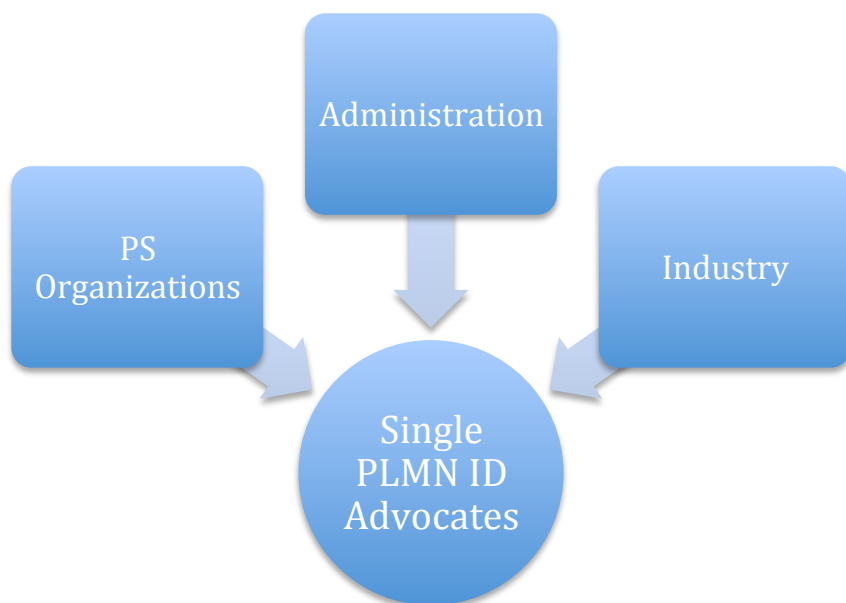 Administration
PS
Organizations
Industry
Single
PLMN ID
Advocates